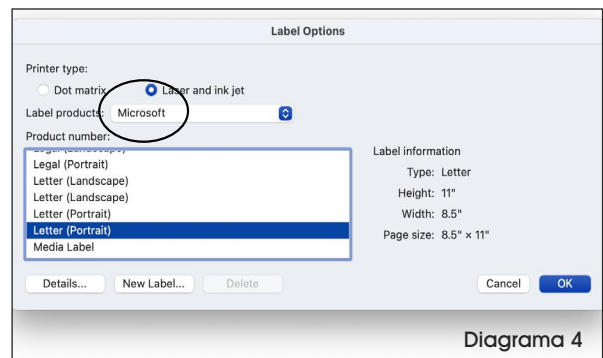 Label Options
Printer type:
Dot matrix Laser and ink jet
Label products: Microsoft
Product number:
Legal (Landscape)
Legal (Portrait)
Letter (Landscape)
Letter (Landscape)
Letter (Portrait)
Letter (Portrait)
Media Label
Label information
Type: Letter
Height: 11"
Width: 8.5"
Page size: 8.5" × 11"
Details... New Label... Delete Cancel OK
Diagrama 4